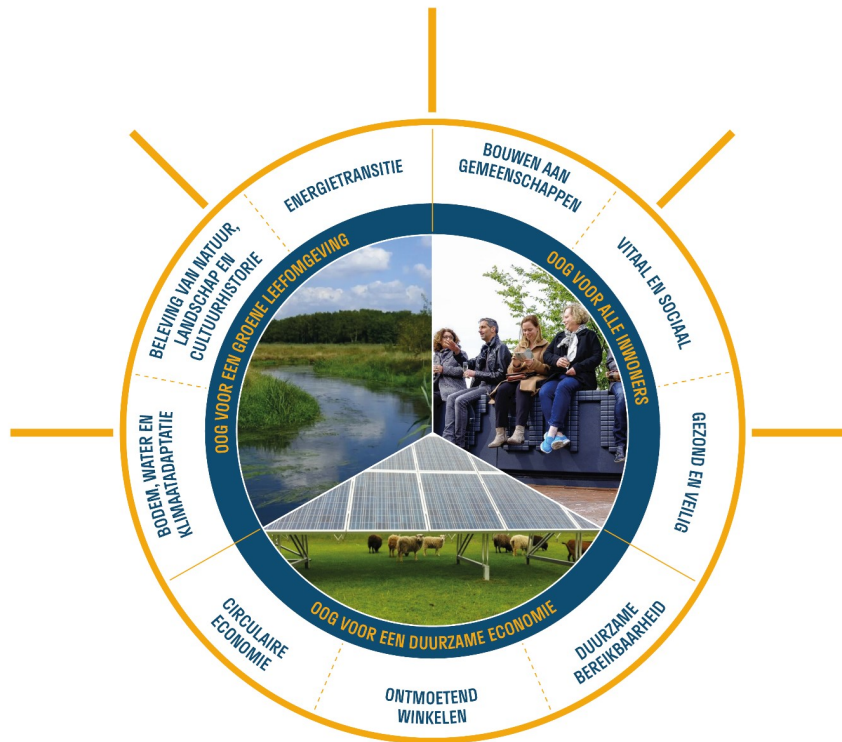 BOUWEN AAN
GEMEENSCHAPPEN
VITAAL EN SOCIAAL
GEZOND EN VEILIG
DUURZAME
BEREIKBAARHEID
ONTMOETEND
WINKELEN
CIRCULAIRE
ECONOMIE
BODEM, WATER EN
KLIMAATADAPTATIE
BELEVING VAN NATUUR,
LANDSCHAP EN
CULTUURHISTORIE
ENERGIETRANSITIE
OOG VOOR ALLE INWONERS
OOG VOOR EEN DUURZAME ECONOMIE
OOG VOOR EEN GROENE LEEFOMGEVING